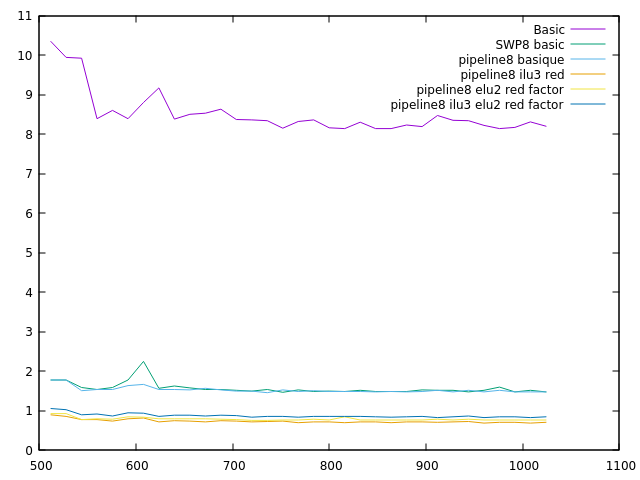 11
10
9
8
7
6
5
4
3
2
1
0
500 600 700 800 900 1000 1100
Basic
SWP8 basic
pipeline8 basique
pipeline8 ilu3 red
pipeline8 elu2 red factor
pipeline8 ilu3 elu2 red factor